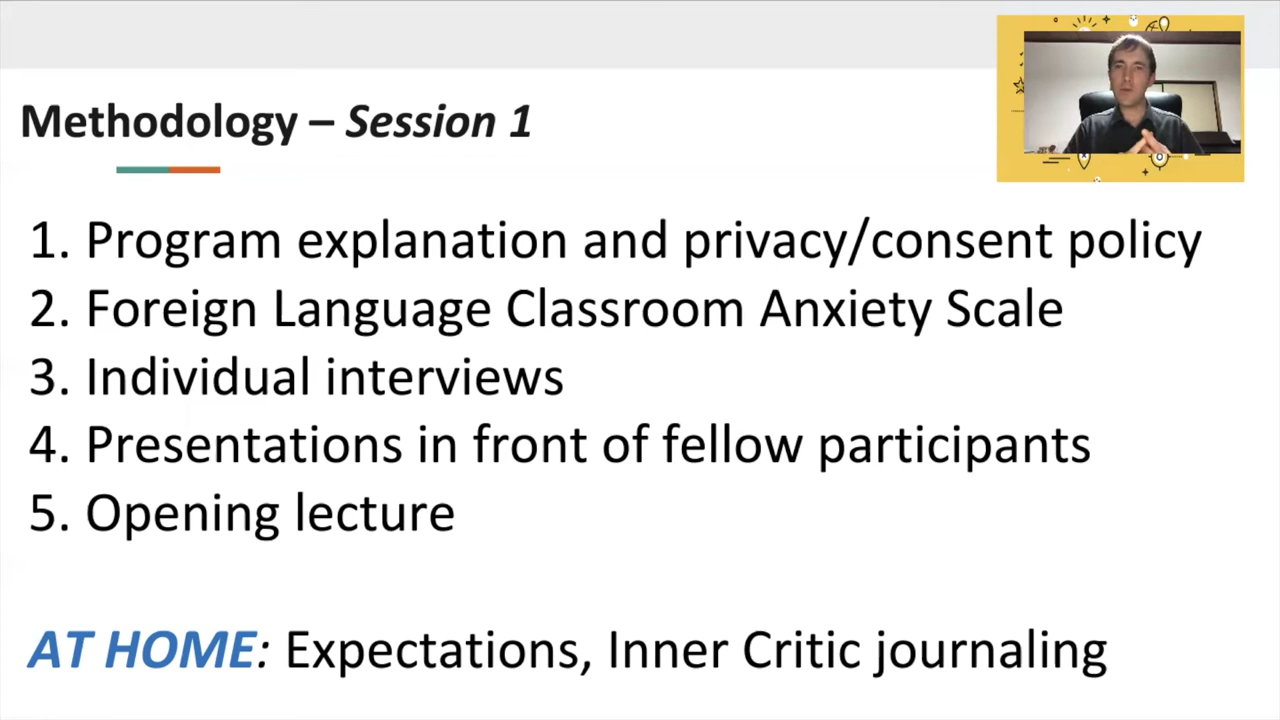 Methodology – Session 1
1. Program explanation and privacy/consent policy
2. Foreign Language Classroom Anxiety Scale
3. Individual interviews
4. Presentations in front of fellow participants
5. Opening lecture
AT HOME: Expectations, Inner Critic journaling